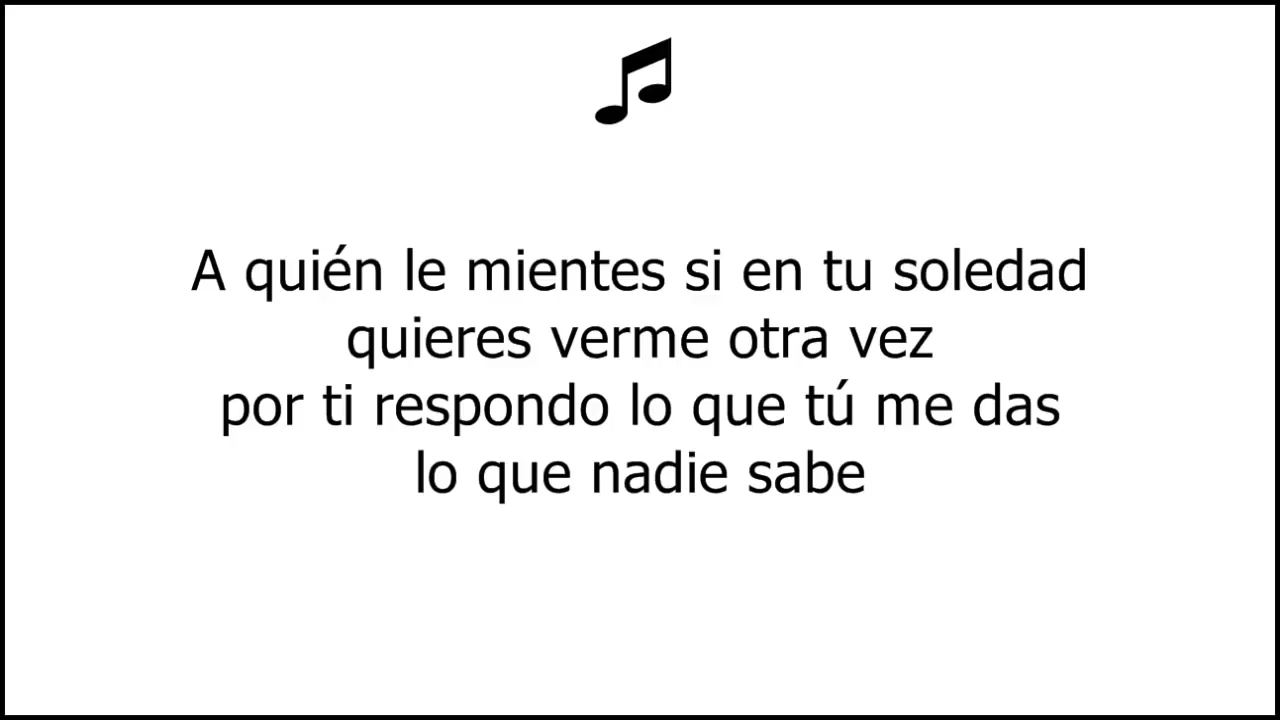 A quién le mientes si en tu soledad
quieres verme otra vez
por ti respondo lo que tú me das
lo que nadie sabe